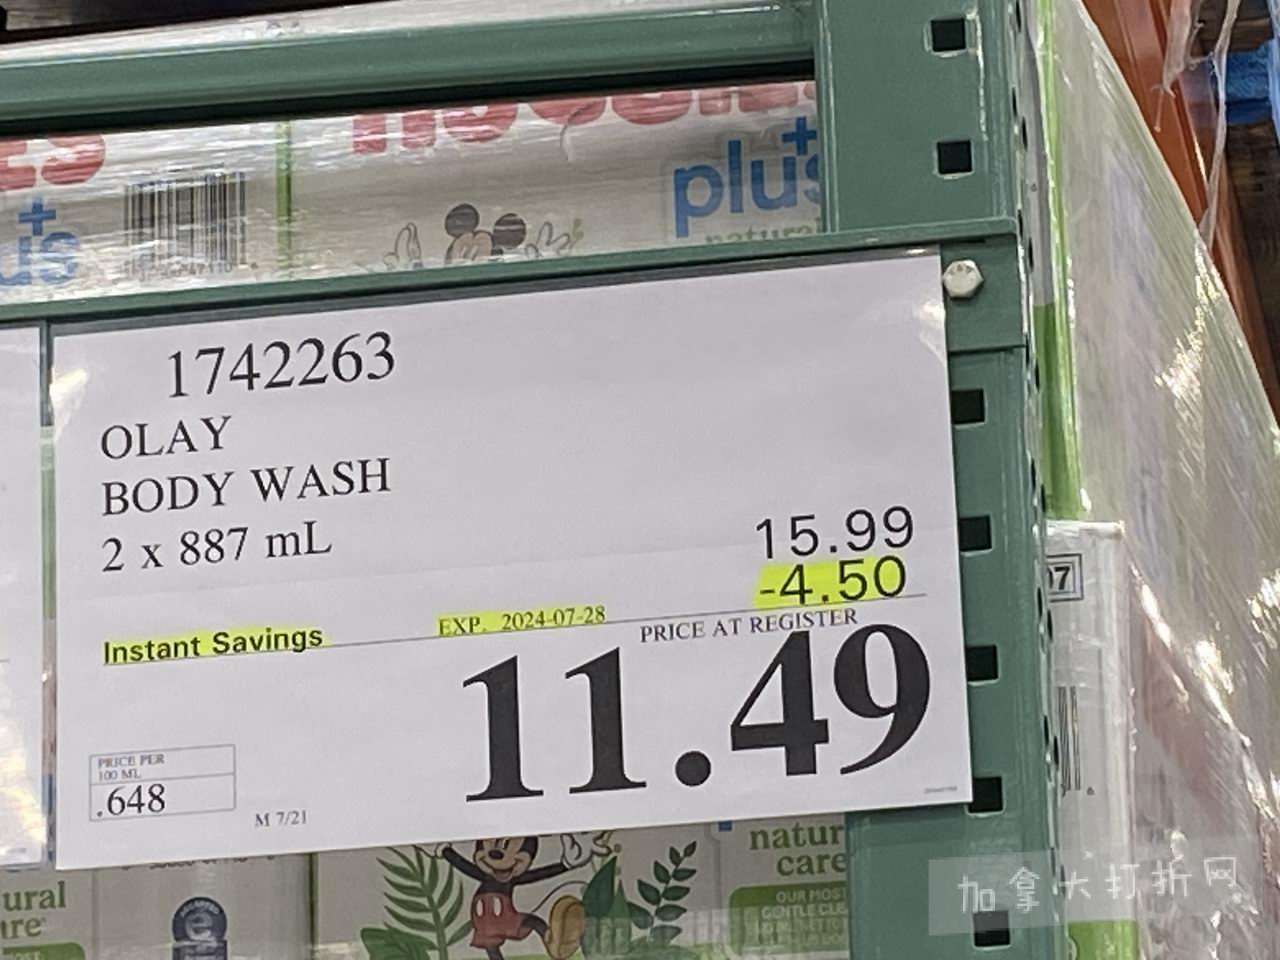 plus
1742263
OLAY
BODY WASH
2 x 887 mL
15.99
-4.50
Instant Savings
EXP. 2024-07-28
PRICE AT REGISTER
11.49
PRICE PER
100 ML
.648
M 7/21
natural
care
OUR MOST
加拿大打折网